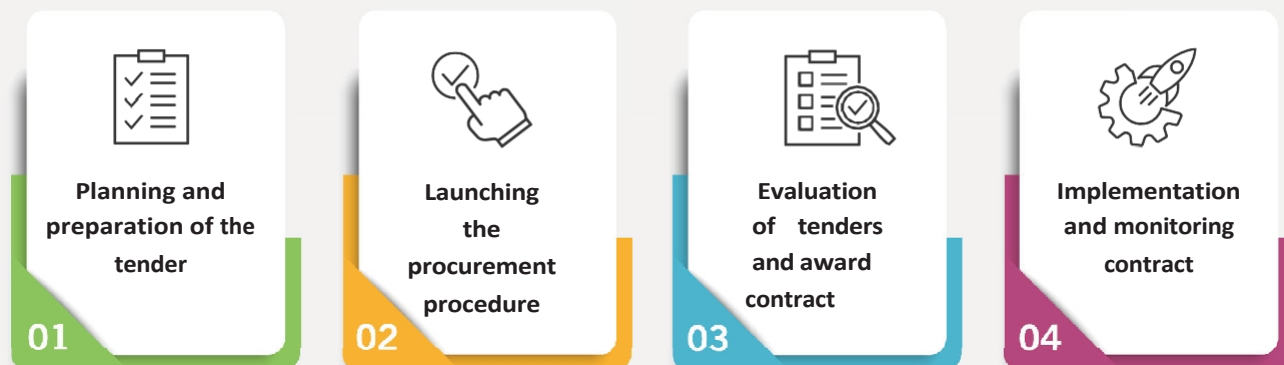 Planning and
preparation of the
tender
01
Launching
the
procurement
procedure
02
Evaluation
of tenders
and award
contract
03
Implementation
and monitoring
contract
04